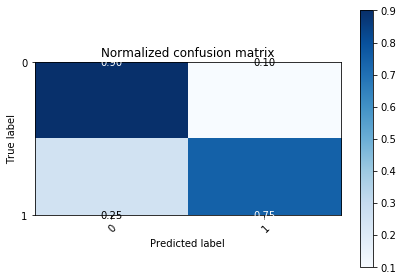 Normalized confusion matrix
0 0.90 0.10
1 0.25 0.75
0 1
True label
Predicted label
0.9
0.8
0.7
0.6
0.5
0.4
0.3
0.2
0.1